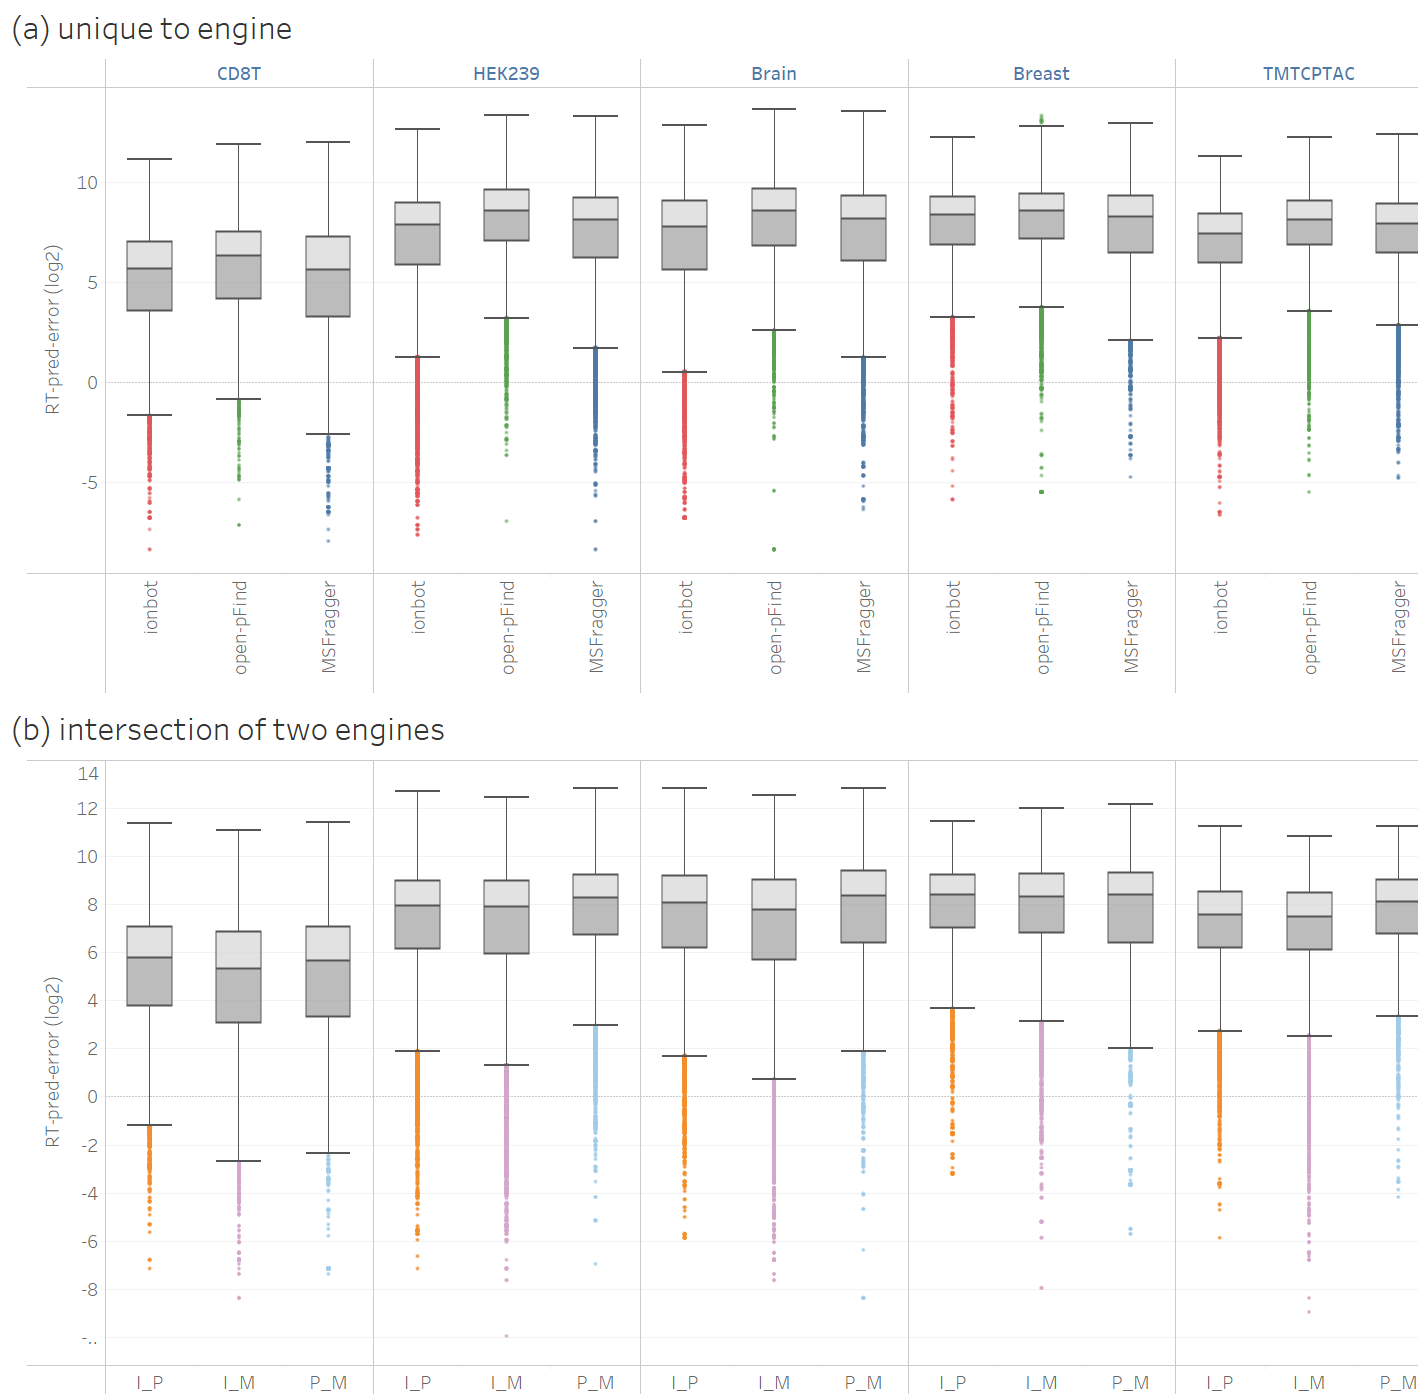 (a) unique to engine
CD8T HEK239 Brain Breast TMTCPTAC
RT-pred-error (log2)
10
5
0
-5
ionbot open-pFind MSFragger ionbot open-pFind MSFragger ionbot open-pFind MSFragger ionbot open-pFind MSFragger ionbot open-pFind MSFragger
(b) intersection of two engines
RT-pred-error (log2)
14
12
10
8
6
4
2
0
-2
-4
-6
-8
-..
I_P I_M P_M I_P I_M P_M I_P I_M P_M I_P I_M P_M I_P I_M P_M